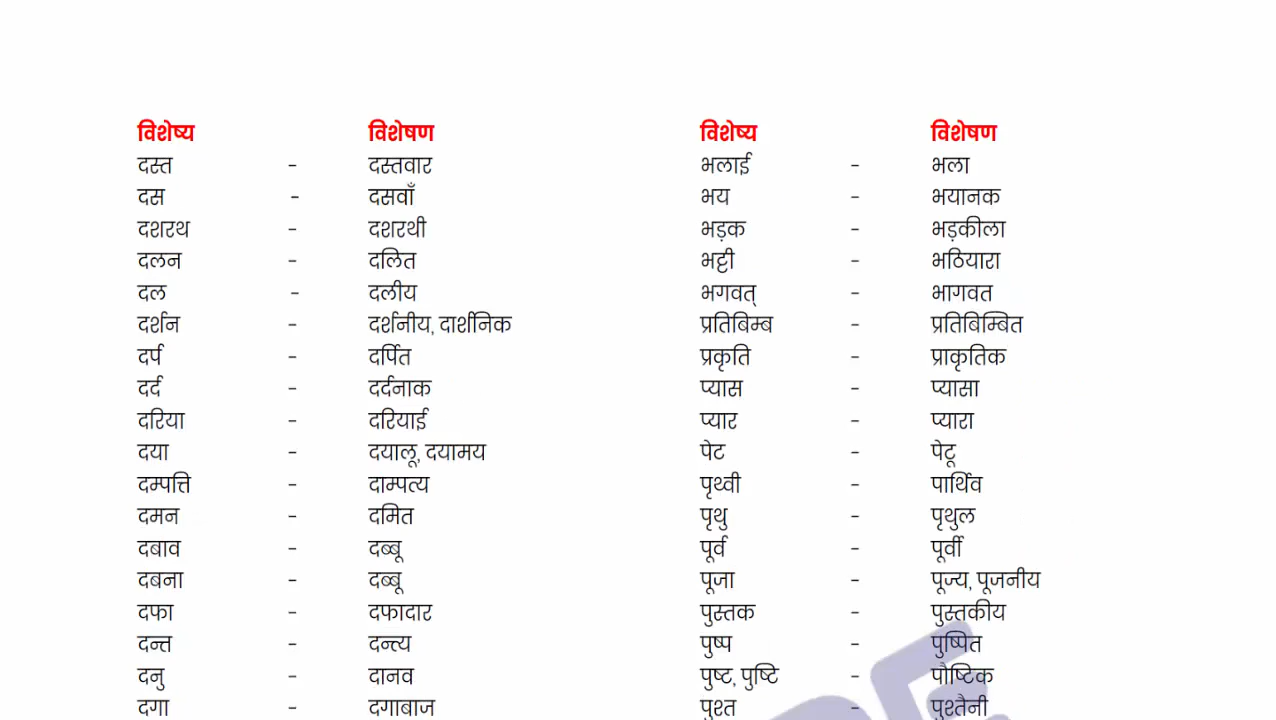 विशेष्य विशेषण विशेष्य विशेषण
दस्त - दस्तवार भलाई - भला
दस - दसवाँ भय - भयानक
दशरथ - दशरथी भड़क - भड़कीला
दलन - दलित भट्टी - भठियारा
दल - दलीय भगवत् - भागवत
दर्शन - दर्शनीय, दार्शनिक प्रतिबिम्ब - प्रतिबिम्बित
दर्प - दर्पित प्रकृति - प्राकृतिक
दर्द - दर्दनाक प्यास - प्यासा
दरिया - दरियाई प्यार - प्यारा
दया - दयालू, दयामय पेट - पेटू
दम्पत्ति - दाम्पत्य पृथ्वी - पार्थिव
दमन - दमित पृथु - पृथुल
दबाव - दब्बू पूर्व - पूर्वी
दबना - दब्बू पूजा - पूज्य, पूजनीय
दफा - दफादार पुस्तक - पुस्तकीय
दन्त - दन्त्य पुष्प - पुष्पित
दनु - दानव पुष्ट, पुष्टि - पौष्टिक
दगा - दगाबाज पुश्त - पुश्तैनी